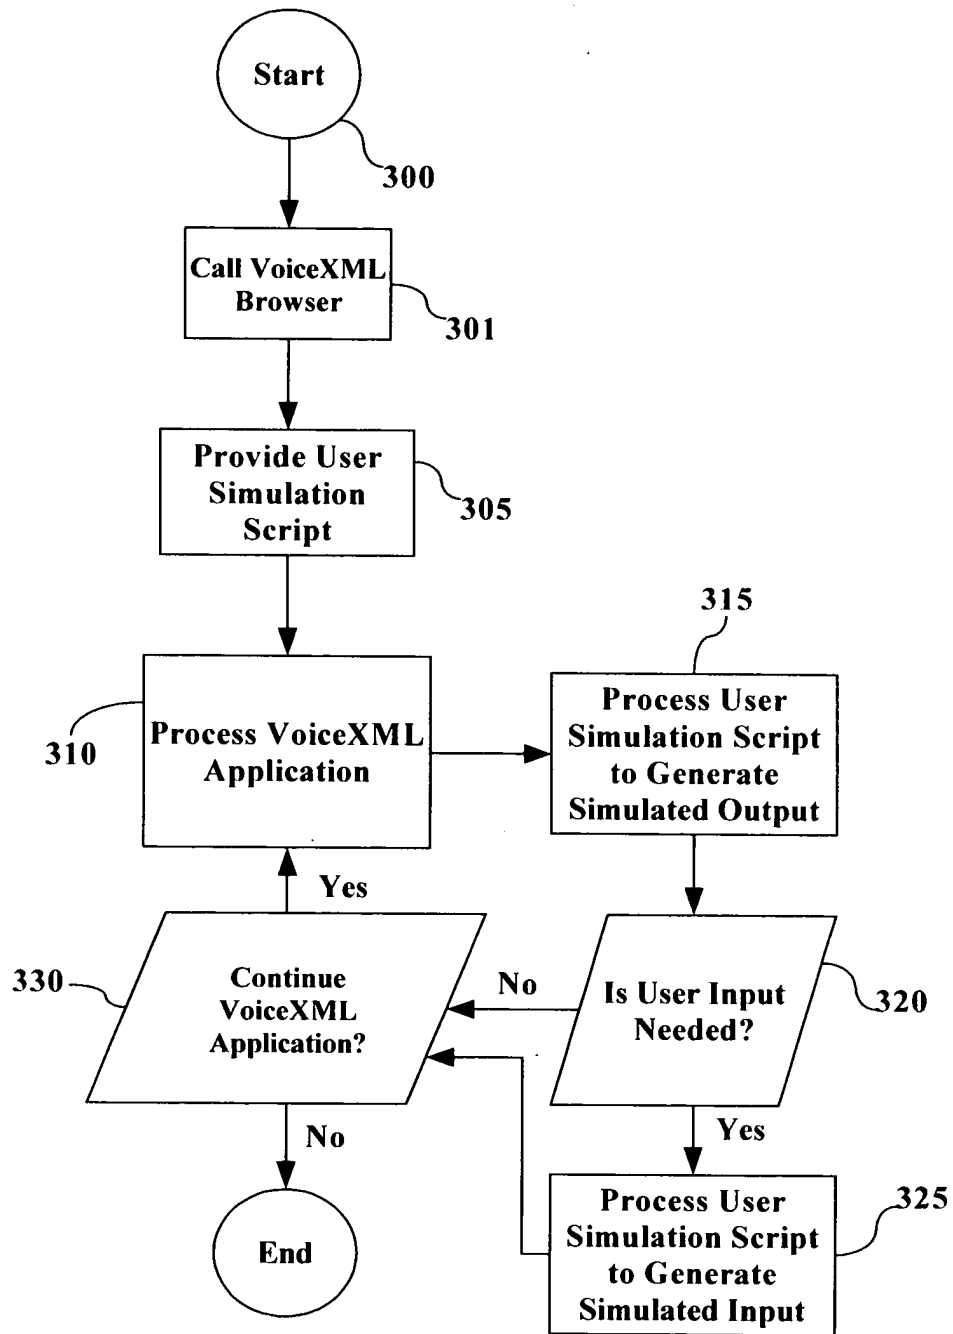 Start
300
Call VoiceXML
Browser
301
Provide User
Simulation
Script
305
315
Process VoiceXML
Application
310
Process User
Simulation Script
to Generate
Simulated Output
Yes
330
Continue
VoiceXML
Application?
No
Is User Input
Needed?
320
No
Yes
End
Process User
Simulation Script
to Generate
Simulated Input
325